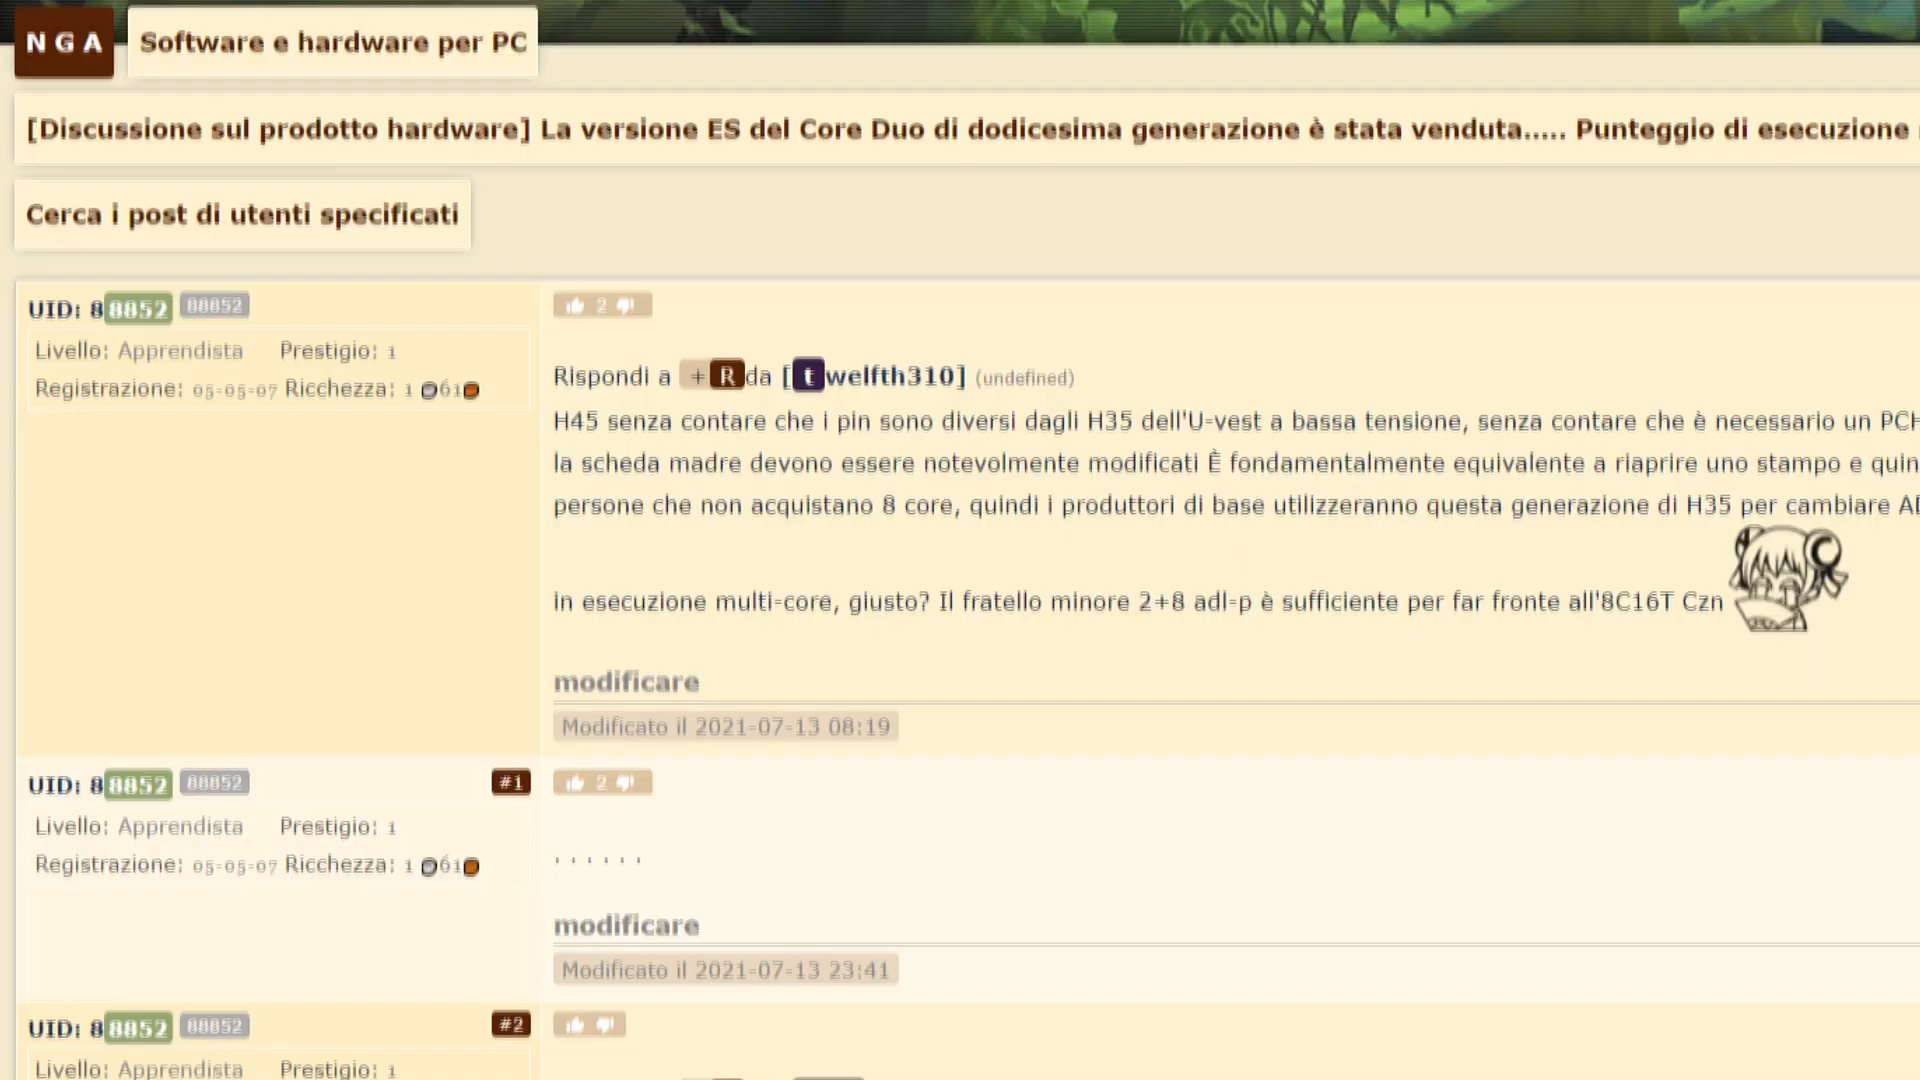 N G A Software e hardware per PC
[Discussione sul protto hardware] La versione ES del Core Duo di dodicesima generazione è stata venduta..... Punteggio di esecuzione
Cerca i post di utenti specificati
UID: 88852 88852 2
Livello: Apprendista Prestigio: 1
Registrazione: 05-05-07 Ricchezza: 1 61
Rispondi a +R da [twelfth310] (undefined)
H45 senza contare che i pin sono diversi dagli H35 dell'U-vest a bassa tensione, senza contare che è necessario un PCH
la scheda madre devono essere notevolmente modificati È fondamentalmente equivalente a riaprire uno stampo e quin
persone che non acquistano 8 core, quindi i produttori di base utilizzeranno questa generazione di H35 per cambiare AD
in esecuzione multi-core, giusto? Il fratello minore 2+8 adl-p è sufficiente per far fronte all'8C16T Czn
modificare
Modificato il 2021-07-13 08:19
UID: 88852 88852 #1 2
Livello: Apprendista Prestigio: 1
Registrazione: 05-05-07 Ricchezza: 1 61
' ' ' ' ' '
modificare
Modificato il 2021-07-13 23:41
UID: 88852 88852 #2
Livello: Apprendista Prestigio: 1